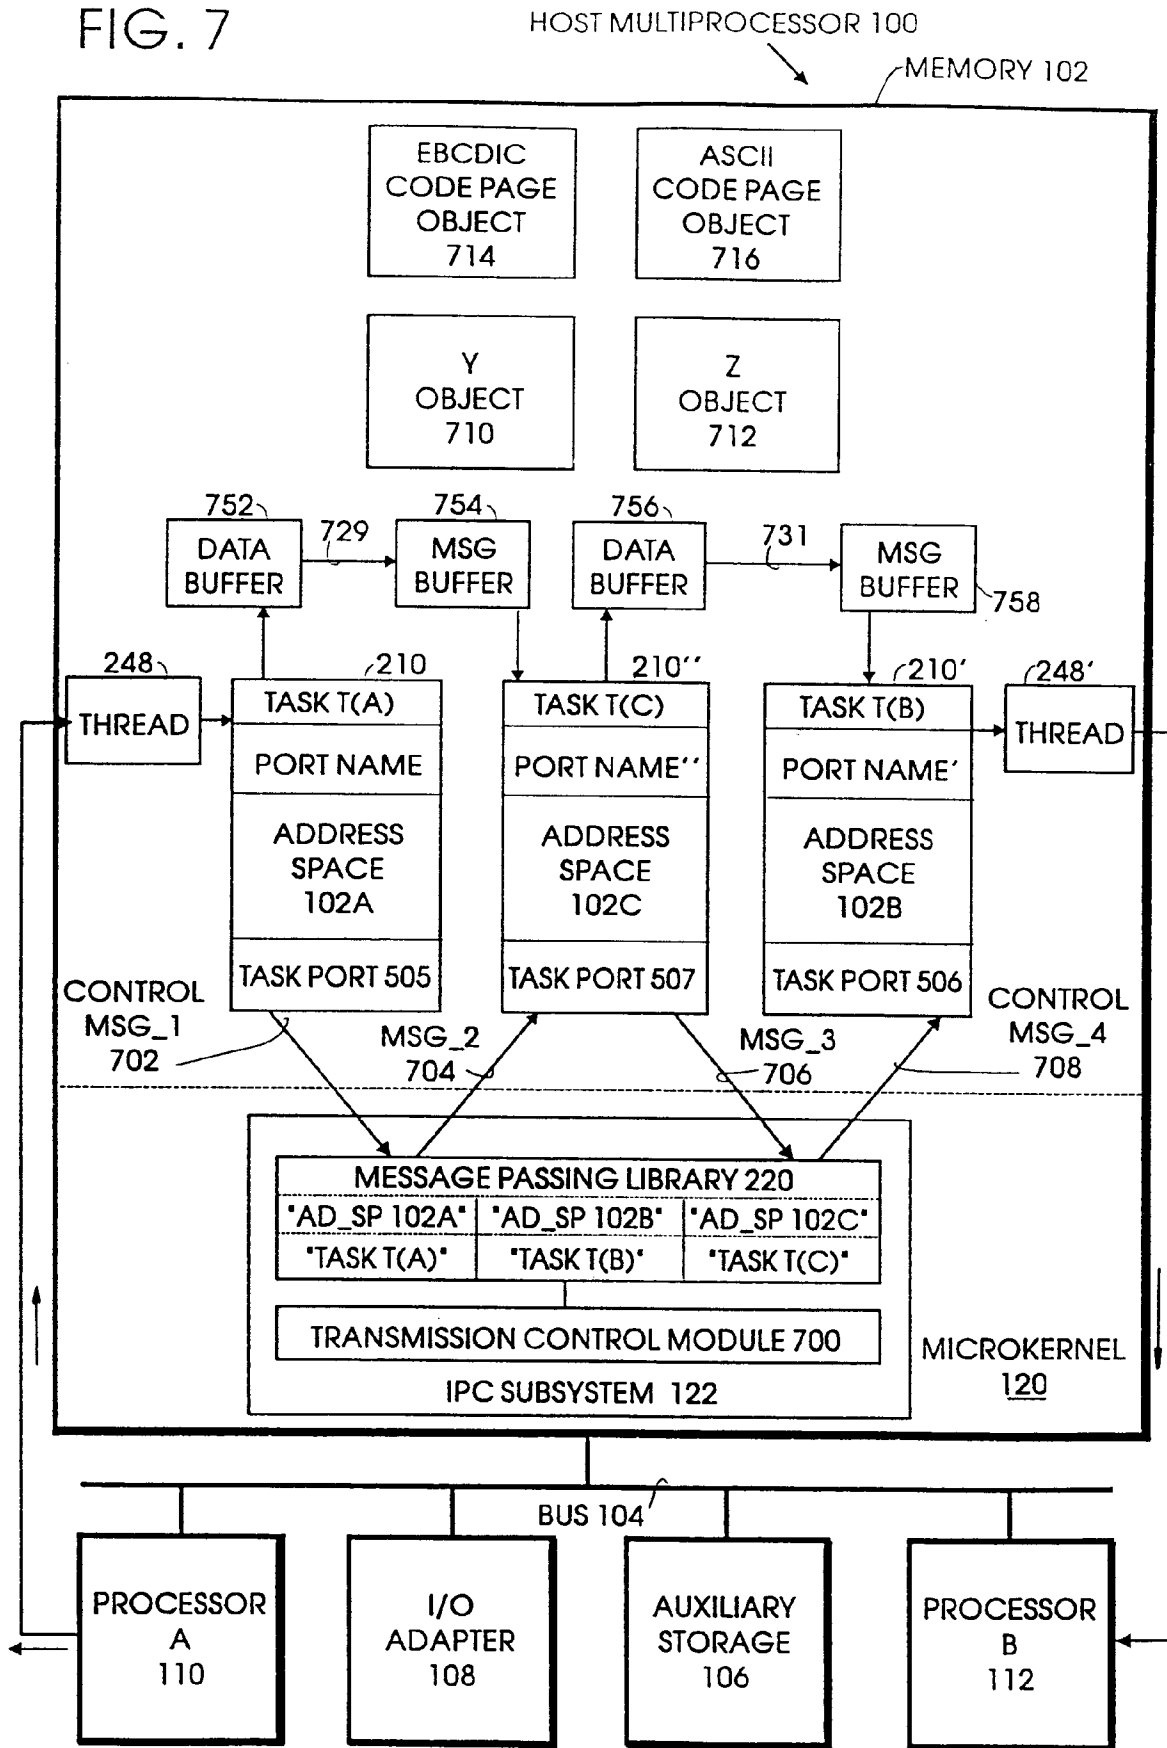 FIG. 7
HOST MULTIPROCESSOR 100
MEMORY 102
EBCDIC
CODE PAGE
OBJECT
714
ASCII
CODE PAGE
OBJECT
716
Y
OBJECT
710
Z
OBJECT
712
752
DATA
BUFFER
729
754
MSG
BUFFER
756
DATA
BUFFER
731
MSG
BUFFER
758
248
THREAD
210
TASK T(A)
PORT NAME
ADDRESS
SPACE
102A
TASK PORT 505
210''
TASK T(C)
PORT NAME''
ADDRESS
SPACE
102C
TASK PORT 507
210'
TASK T(B)
PORT NAME'
ADDRESS
SPACE
102B
TASK PORT 506
248'
THREAD
CONTROL
MSG_1
702
MSG_2
704
MSG_3
706
CONTROL
MSG_4
708
MESSAGE PASSING LIBRARY 220
"AD_SP 102A" "AD_SP 102B" "AD_SP 102C"
"TASK T(A)" "TASK T(B)" "TASK T(C)"
TRANSMISSION CONTROL MODULE 700
IPC SUBSYSTEM 122
MICROKERNEL
120
BUS 104
PROCESSOR
A
110
I/O
ADAPTER
108
AUXILIARY
STORAGE
106
PROCESSOR
B
112